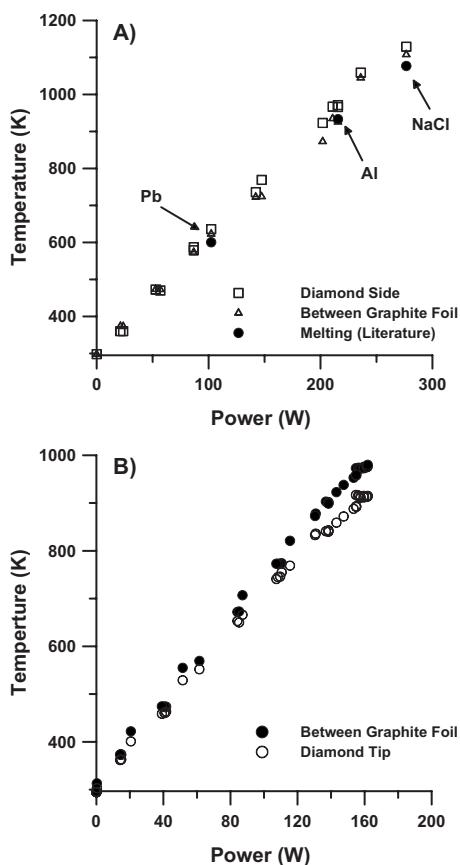 A)
1200
1000
800
600
400
Temperature (K)
NaCl
Al
Pb
Diamond Side
Between Graphite Foil
Melting (Literature)
0
100
200
300
Power (W)
B)
1000
800
600
400
Temperture (K)
Between Graphite Foil
Diamond Tip
0
40
80
120
160
200
Power (W)